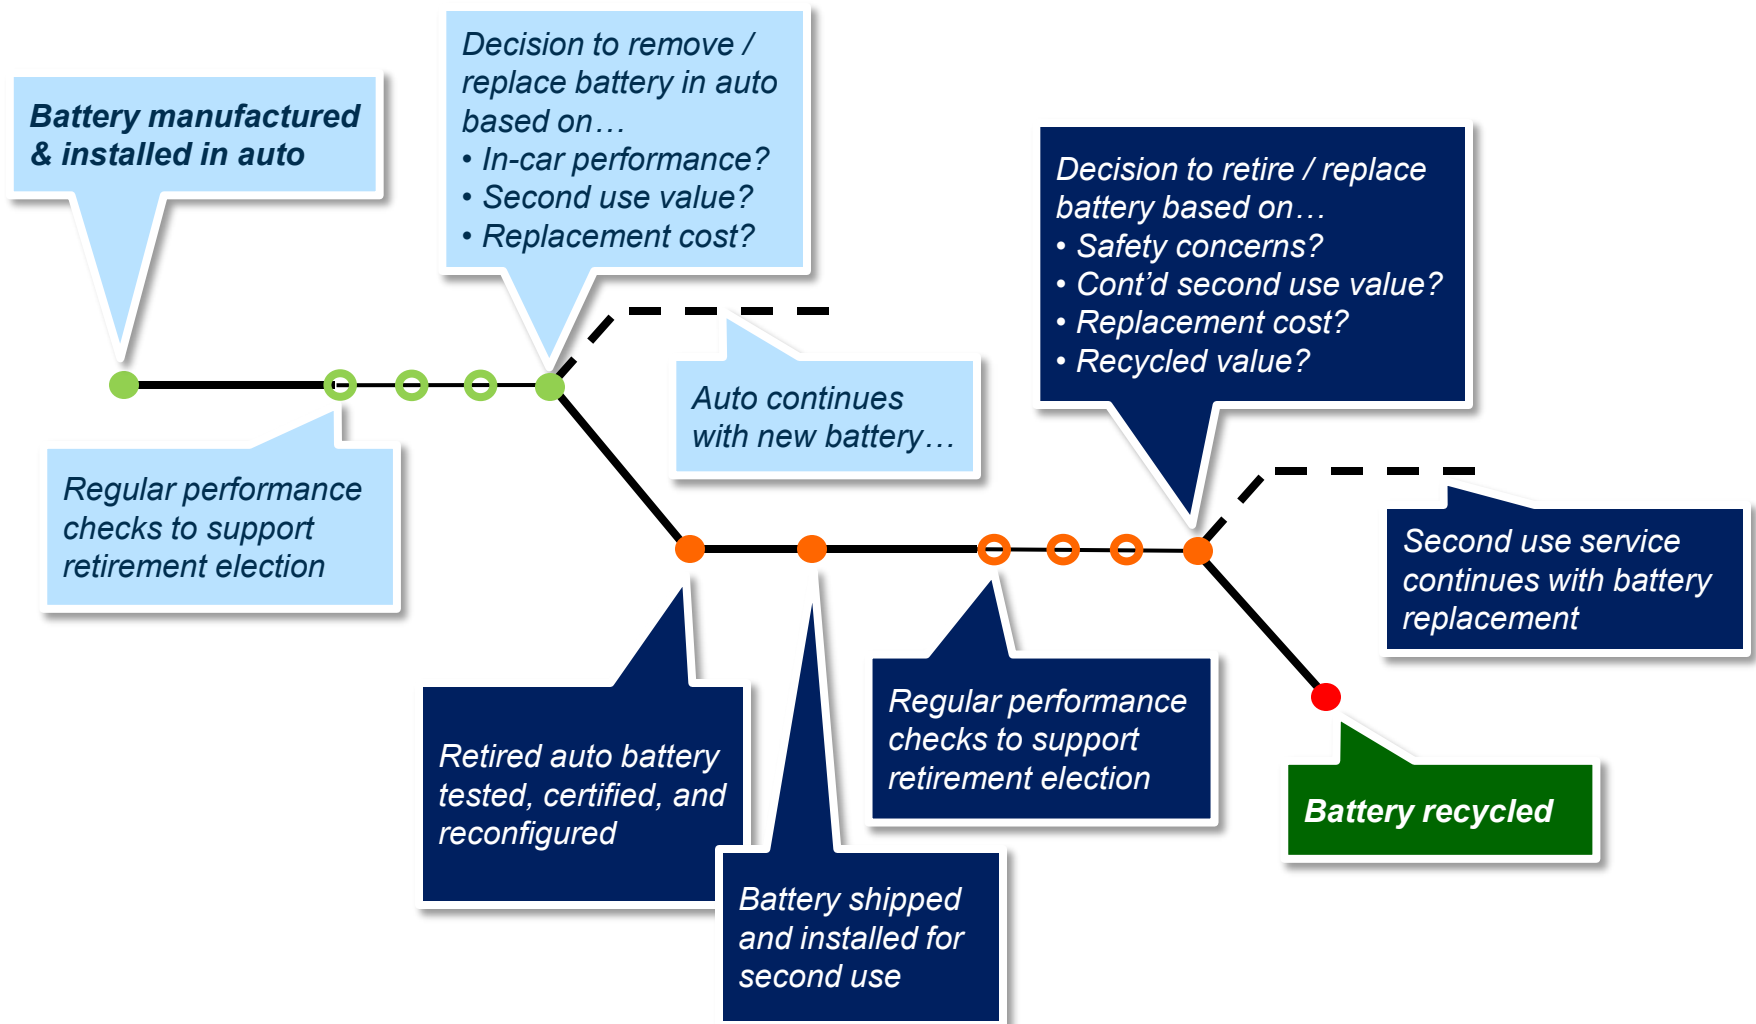 Battery manufactured
& installed in auto
Decision to remove /
replace battery in auto
based on…
• In-car performance?
• Second use value?
• Replacement cost?
Decision to retire / replace
battery based on…
• Safety concerns?
• Cont’d second use value?
• Replacement cost?
• Recycled value?
Auto continues
with new battery…
Regular performance
checks to support
retirement election
Second use service
continues with battery
replacement
Retired auto battery
tested, certified, and
reconfigured
Regular performance
checks to support
retirement election
Battery recycled
Battery shipped
and installed for
second use